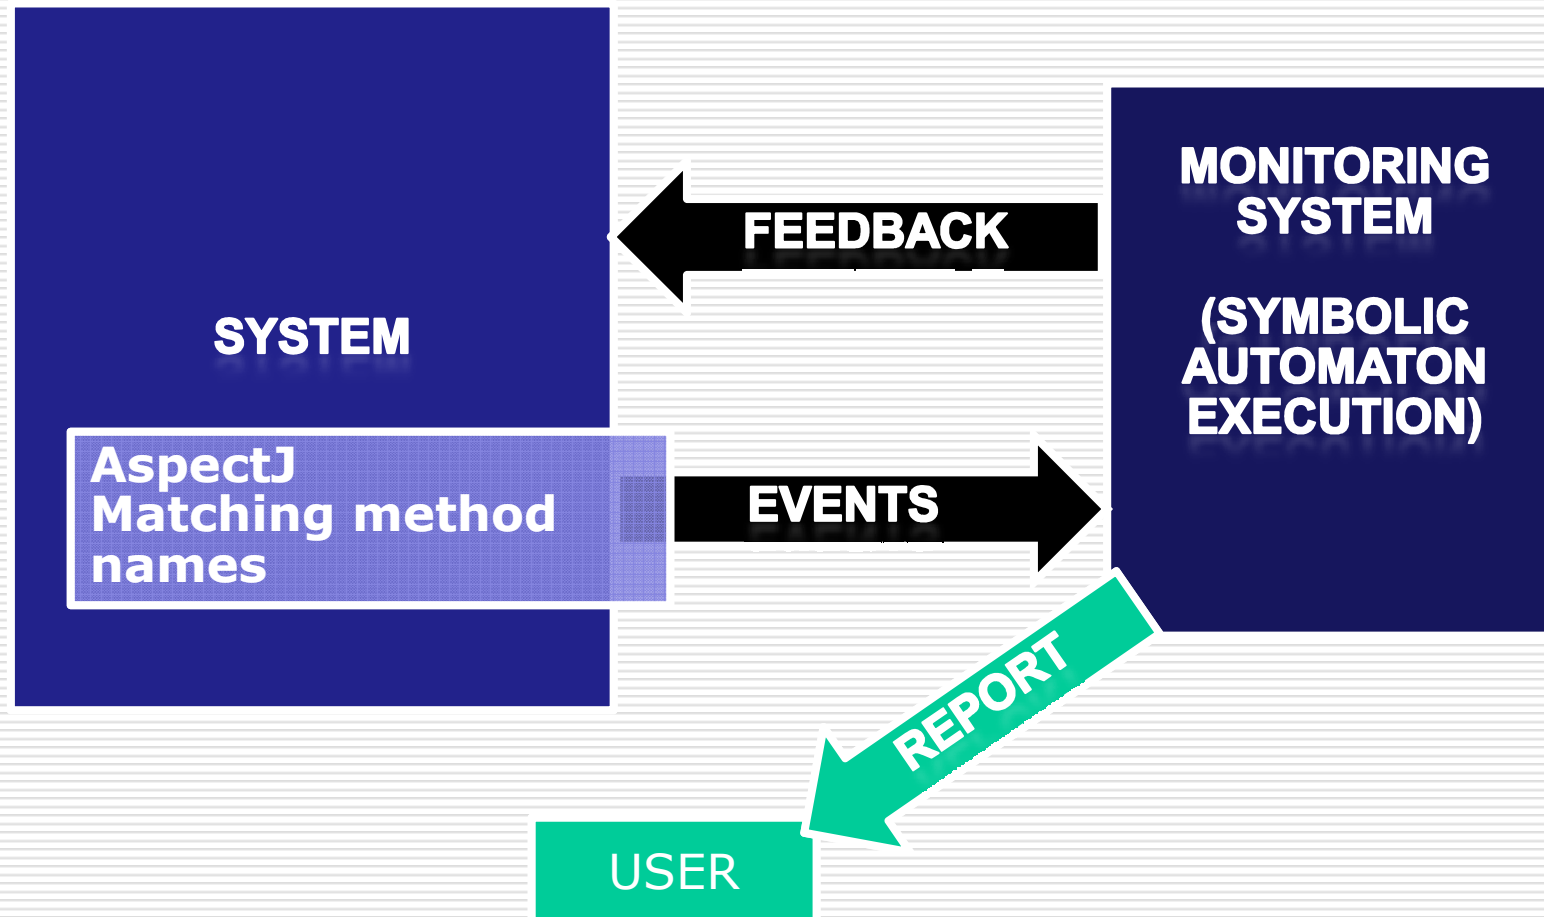 SYSTEM
AspectJ
Matching method
names
FEEDBACK
EVENTS
MONITORING
SYSTEM
(SYMBOLIC
AUTOMATON
EXECUTION)
REPORT
USER